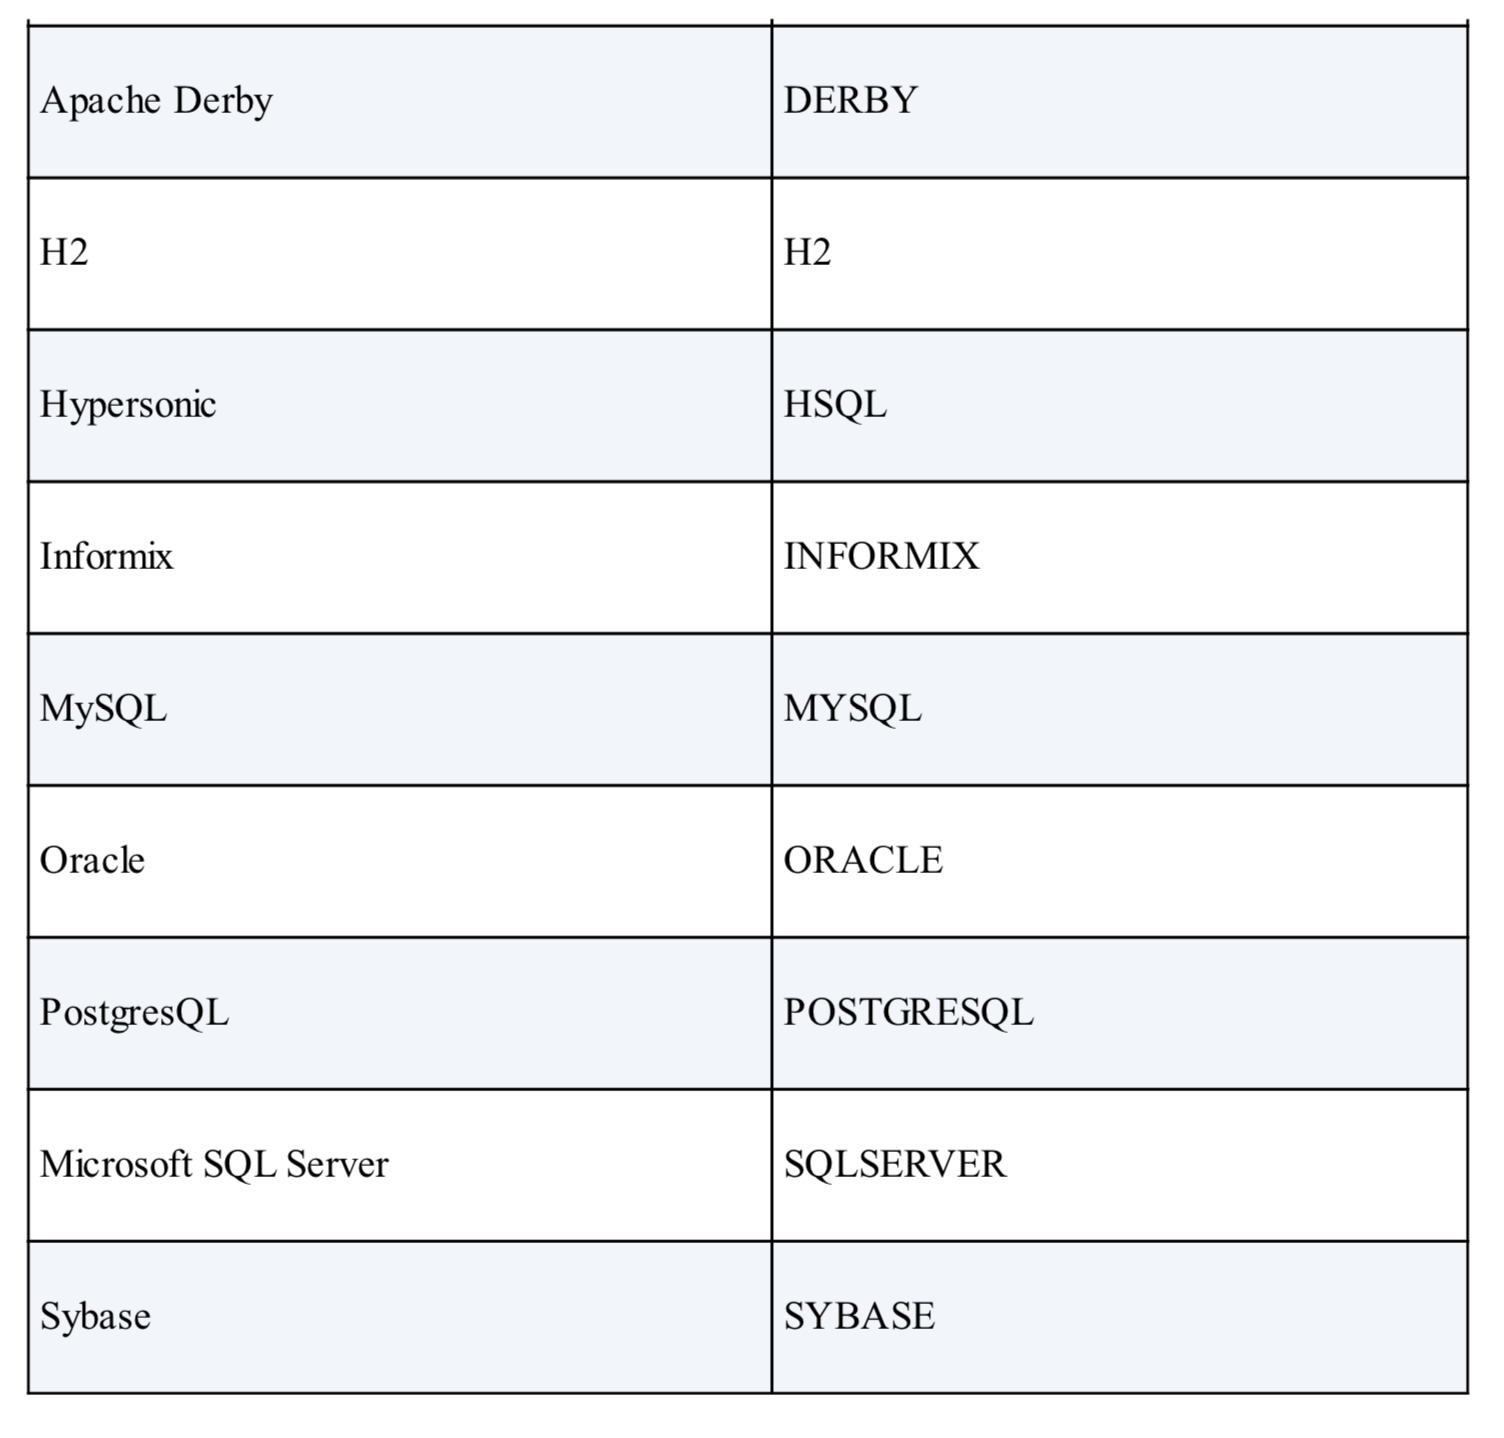 Apache Derby DERBY
H2 H2
Hypersonic HSQL
Informix INFORMIX
MySQL MYSQL
Oracle ORACLE
PostgresQL POSTGRESQL
Microsoft SQL Server SQLSERVER
Sybase SYBASE